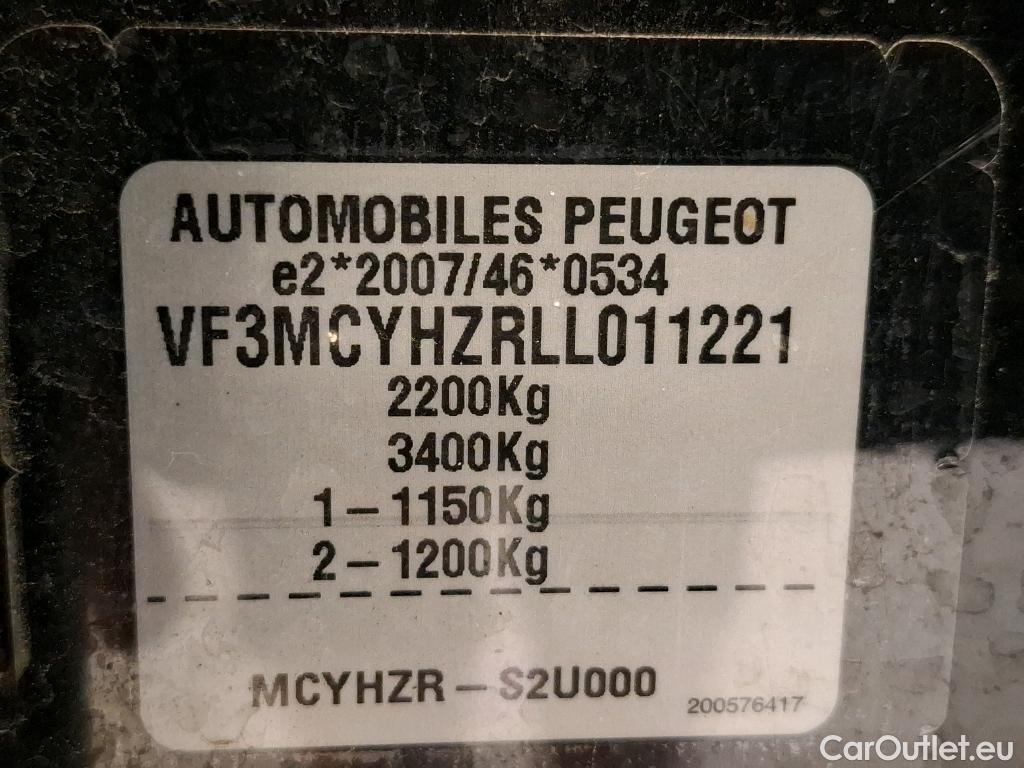 AUTOMOBILES PEUGEOT
e2*2007/46*0534
VF3MCYHZRLL011221
2200Kg
3400Kg
1-1150Kg
2-1200Kg
MCYHZR-S2U000
200576417
CarOutlet.eu